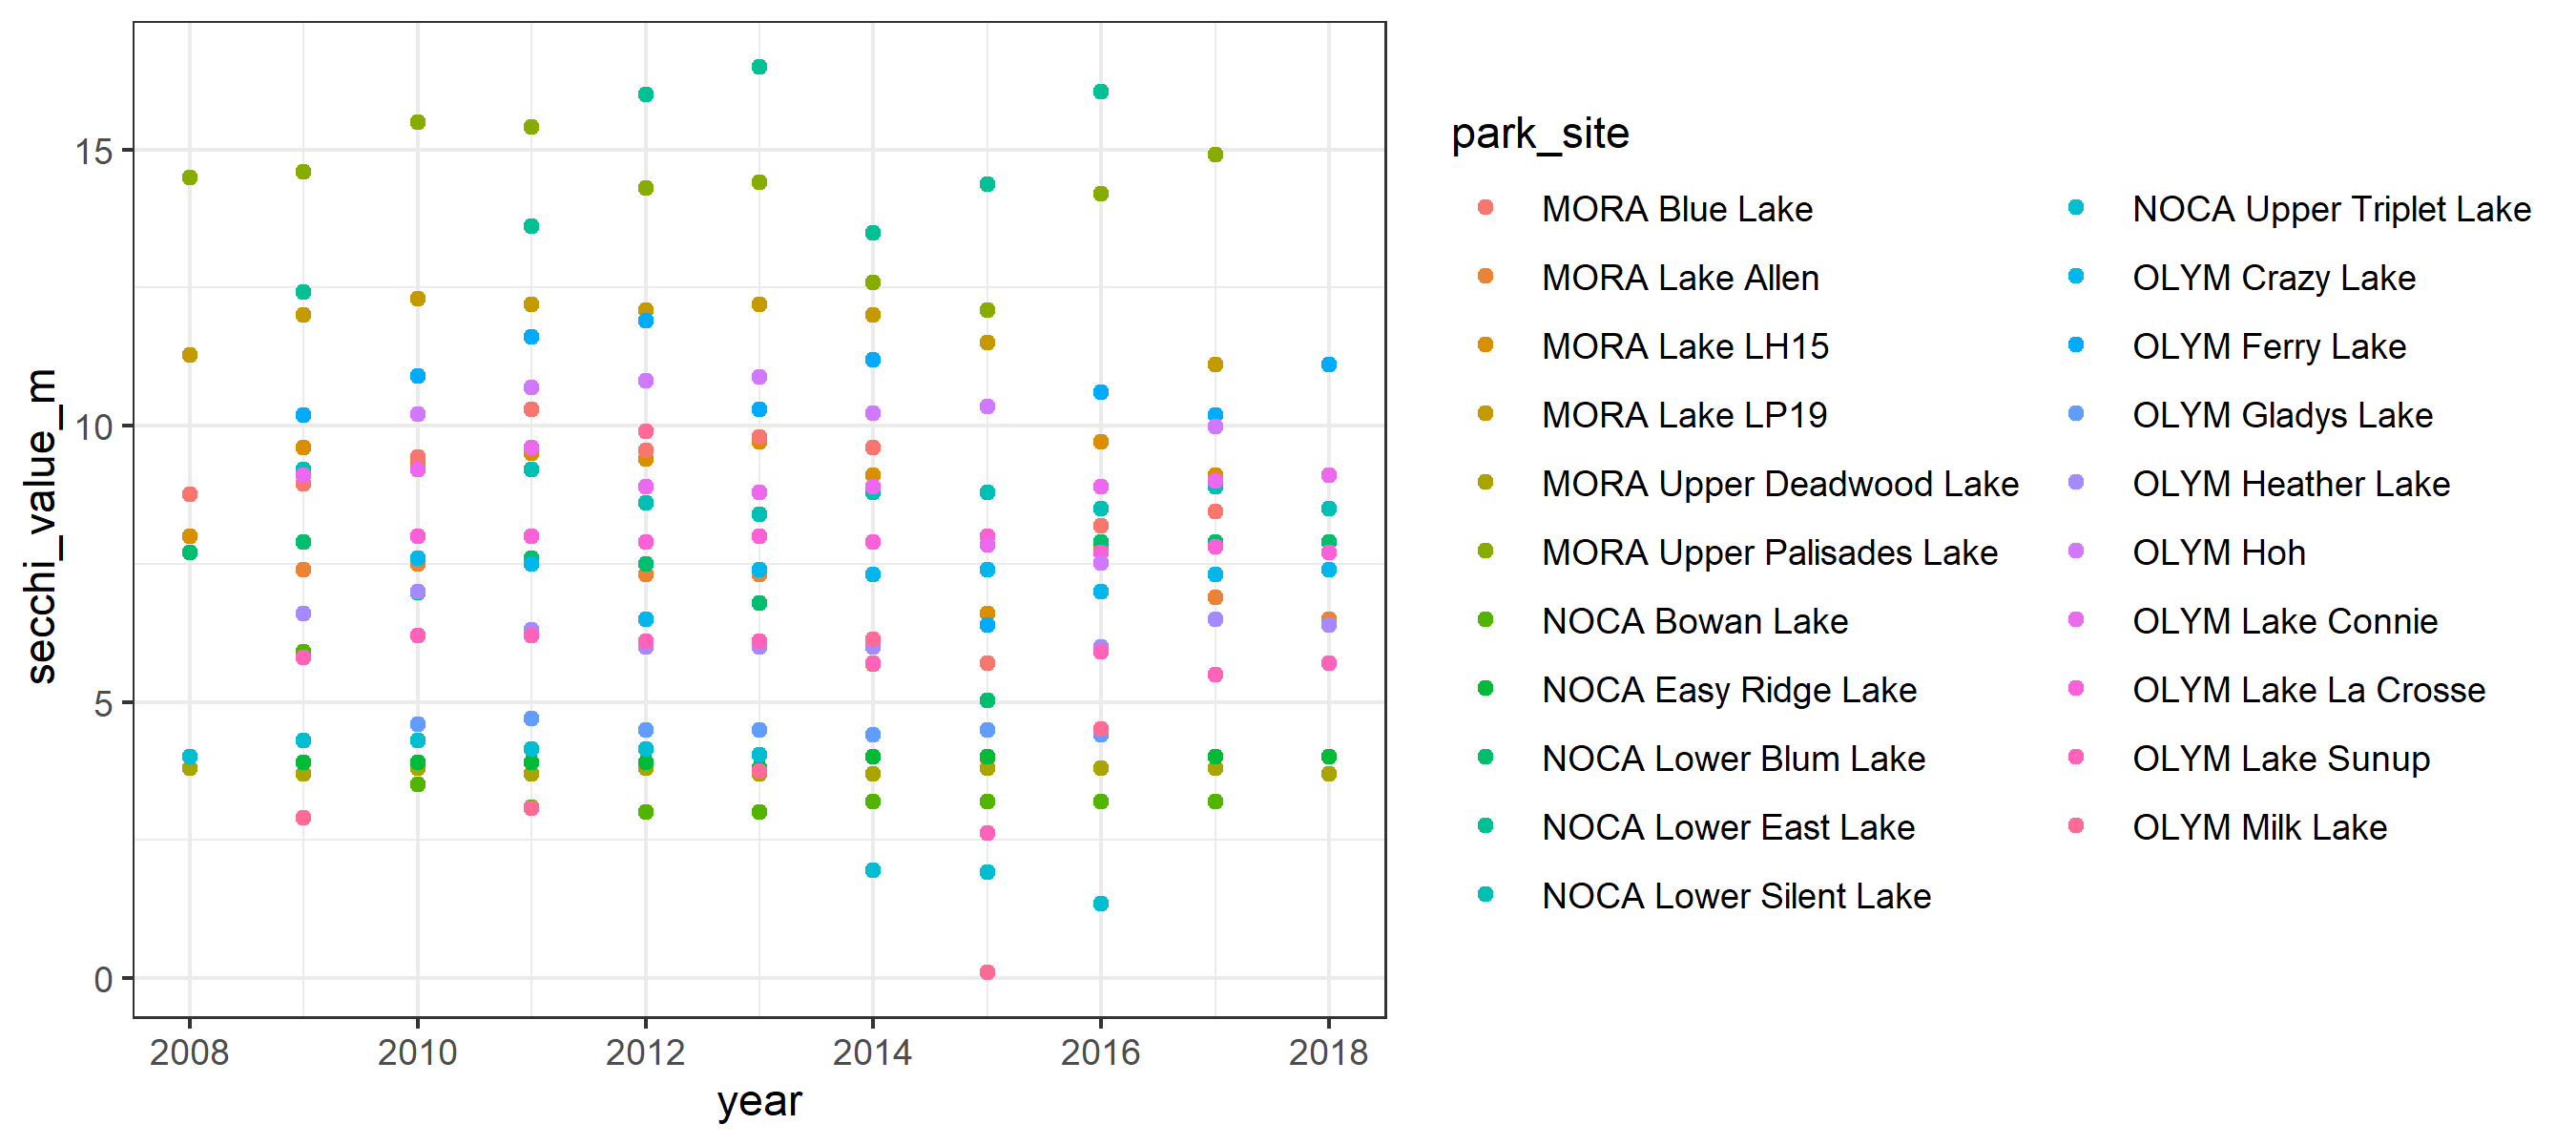 secchi_value_m
15
10
5
0
2008 2010 2012 2014 2016 2018
year
park_site
MORA Blue Lake
MORA Lake Allen
MORA Lake LH15
MORA Lake LP19
MORA Upper Deadwood Lake
MORA Upper Palisades Lake
NOCA Bowan Lake
NOCA Easy Ridge Lake
NOCA Lower Blum Lake
NOCA Lower East Lake
NOCA Lower Silent Lake
NOCA Upper Triplet Lake
OLYM Crazy Lake
OLYM Ferry Lake
OLYM Gladys Lake
OLYM Heather Lake
OLYM Hoh
OLYM Lake Connie
OLYM Lake La Crosse
OLYM Lake Sunup
OLYM Milk Lake